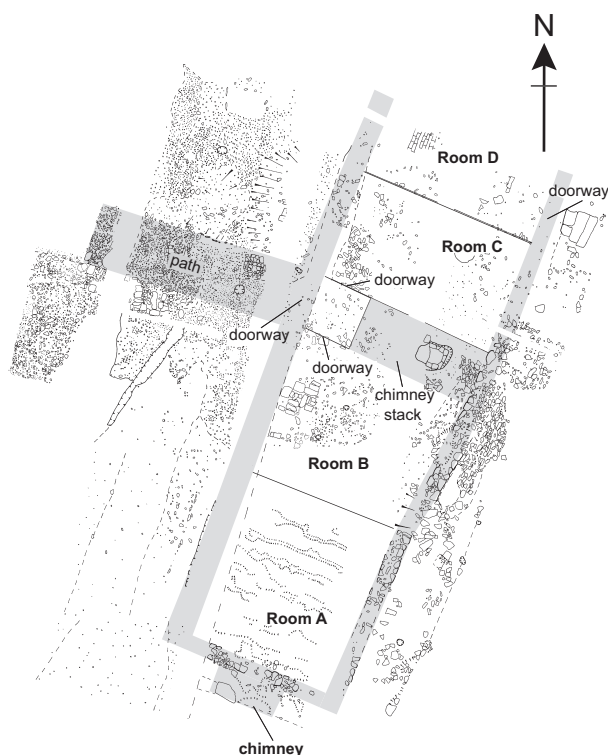 N
Room D
doorway
Room C
path
doorway
doorway
doorway
chimney
stack
Room B
Room A
chimney